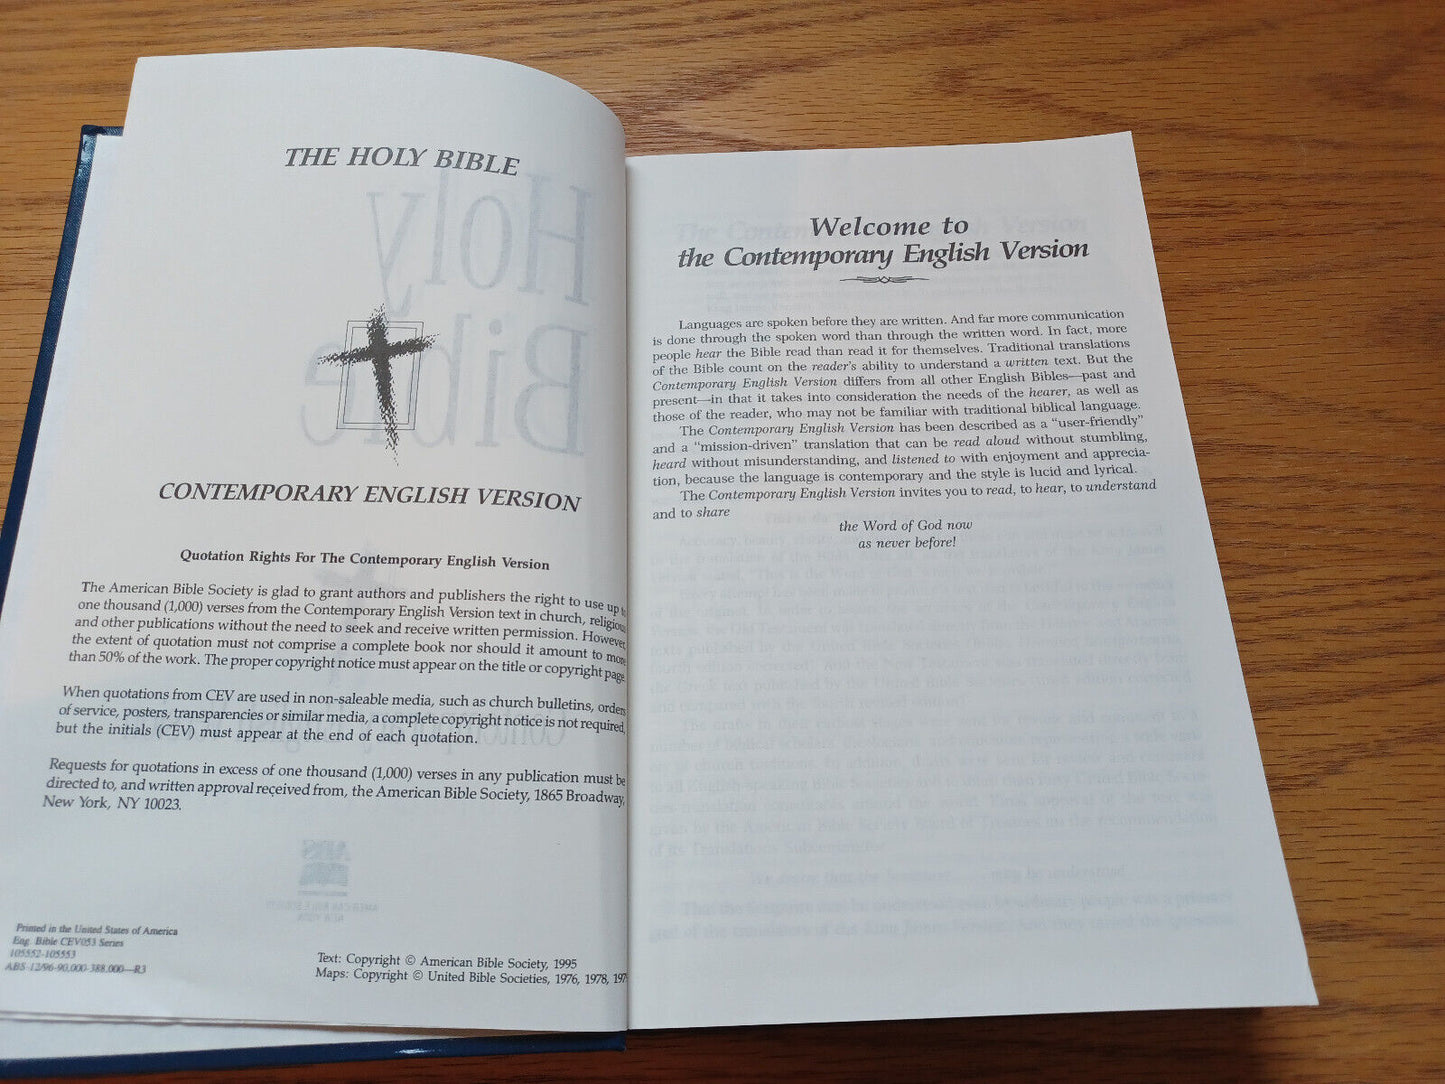 THE HOLY BIBLE
Holy
Bible
CONTEMPORARY ENGLISH VERSION
Quotation Rights For The Contemporary English Version
The American Bible Society is glad to grant authors and publishers the right to use up to
one thousand (1,000) verses from the Contemporary English Version text in church, religious
and other publications without the need to seek and receive written permission. However,
the extent of quotation must not comprise a complete book nor should it amount to more
than 50% of the work. The proper copyright notice must appear on the title or copyright page.
When quotations from CEV are used in non-saleable media, such as church bulletins, orders
of service, posters, transparencies or similar media, a complete copyright notice is not required,
but the initials (CEV) must appear at the end of each quotation.
Requests for quotations in excess of one thousand (1,000) verses in any publication must be
directed to, and written approval received from, the American Bible Society, 1865 Broadway,
New York, NY 10023.
Printed in the United States of America
Eng. Bible CEV053 Series
105552-105553
ABS-12/96-90,000-388,000—R3
Text: Copyright © American Bible Society, 1995
Maps: Copyright © United Bible Societies, 1976, 1978,
Welcome to
the Contemporary English Version
Languages are spoken before they are written. And far more communication
is done through the spoken word than through the written word. In fact, more
people hear the Bible read than read it for themselves. Traditional translations
of the Bible count on the reader's ability to understand a written text. But the
Contemporary English Version differs from all other English Bibles—past and
present—in that it takes into consideration the needs of the hearer, as well as
those of the reader, who may not be familiar with traditional biblical language.
The Contemporary English Version has been described as a “user-friendly”
and a “mission-driven” translation that can be read aloud without stumbling,
heard without misunderstanding, and listened to with enjoyment and apprecia-
tion, because the language is contemporary and the style is lucid and lyrical.
The Contemporary English Version invites you to read, to hear, to understand
and to share
the Word of God now
as never before!